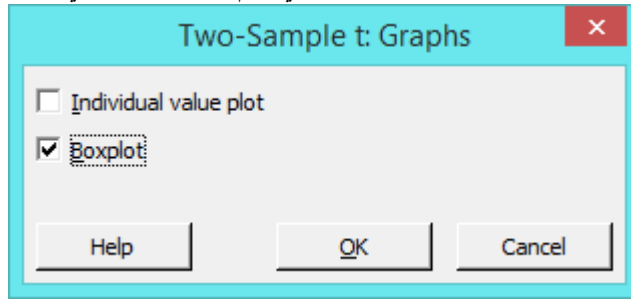 Two-Sample t: Graphs
Individual value plot
Boxplot
Help OK Cancel